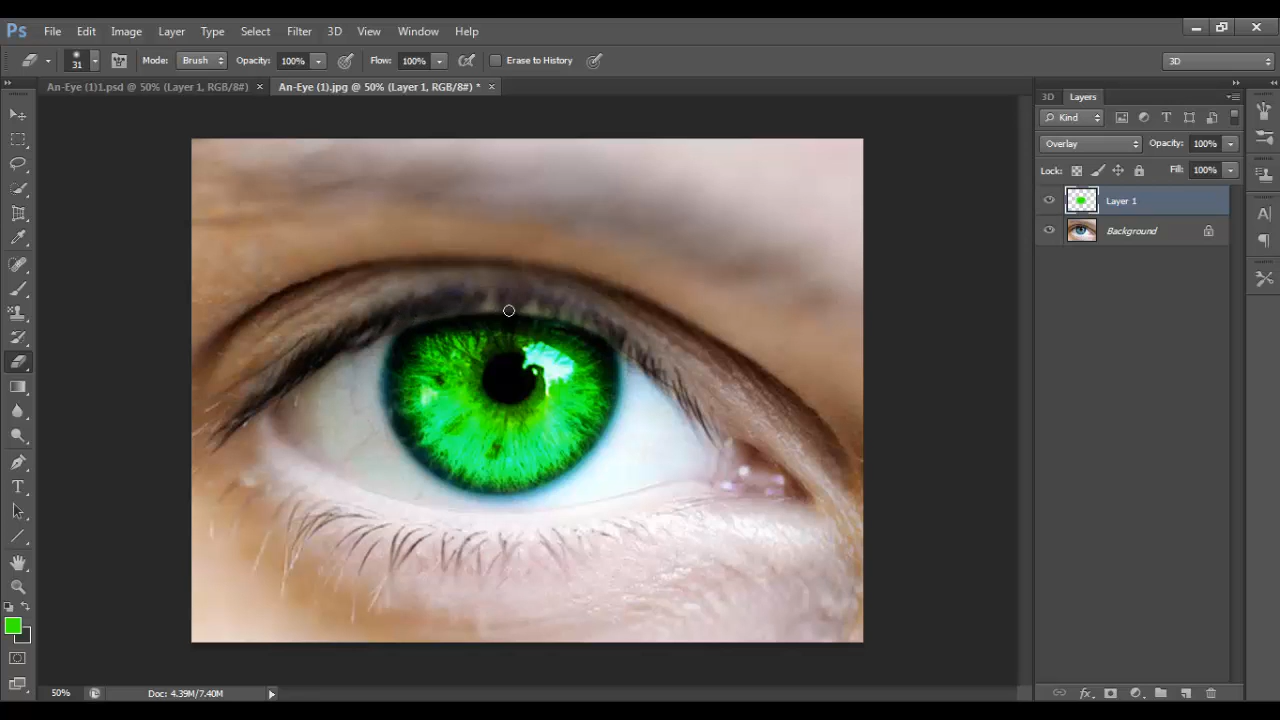 Ps File Edit Image Layer Type Select Filter 3D View Window Help
31 Mode: Brush Opacity: 100% Flow: 100% Erase to History 3D
An-Eye (1)1.psd @ 50% (Layer 1, RGB/8#) × An-Eye (1).jpg @ 50% (Layer 1, RGB/8#) * ×
3D Layers
Kind
Overlay Opacity: 100%
Lock: Fill: 100%
Layer 1
Background
50% Doc: 4.39M/7.40M